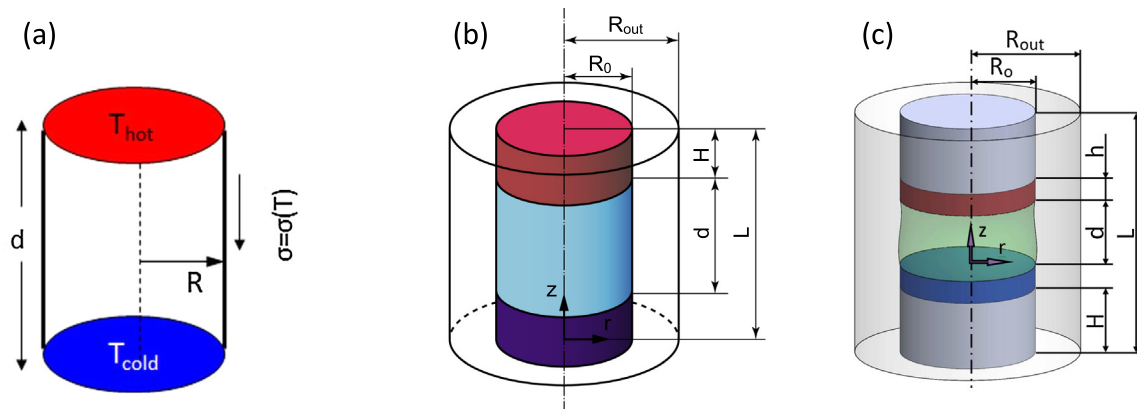 (a)
T_hot
d
R
σ=σ(T)
T_cold
(b)
R_out
R_0
H
d
L
z
r
(c)
R_out
R_o
h
d
L
z
r
H